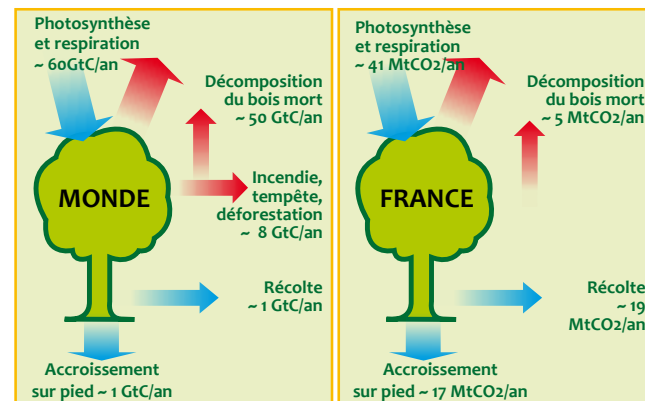 Photosynthèse
et respiration
~ 60GtC/an
Décomposition
du bois mort
~ 50 GtC/an
MONDE
Incendie,
tempête,
déforestation
~ 8 GtC/an
Récolte
~ 1 GtC/an
Accroissement
sur pied ~ 1 GtC/an
Photosynthèse
et respiration
~ 41 MtCO2/an
Décomposition
du bois mort
~ 5 MtCO2/an
FRANCE
Récolte
~ 19
MtCO2/an
Accroissement
sur pied ~ 17 MtCO2/an